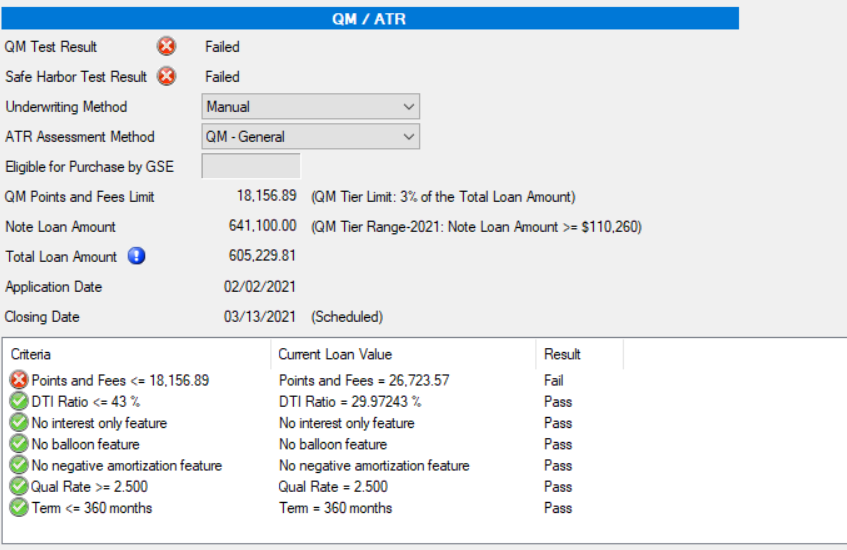 QM / ATR
QM Test Result Failed
Safe Harbor Test Result Failed
Underwriting Method Manual
ATR Assessment Method QM - General
Eligible for Purchase by GSE
QM Points and Fees Limit 18,156.89 (QM Tier Limit: 3% of the Total Loan Amount)
Note Loan Amount 641,100.00 (QM Tier Range-2021: Note Loan Amount >= $110,260)
Total Loan Amount 605,229.81
Application Date 02/02/2021
Closing Date 03/13/2021 (Scheduled)
Criteria Current Loan Value Result
Points and Fees <= 18,156.89 Points and Fees = 26,723.57 Fail
DTI Ratio <= 43 % DTI Ratio = 29.97243 % Pass
No interest only feature No interest only feature Pass
No balloon feature No balloon feature Pass
No negative amortization feature No negative amortization feature Pass
Qual Rate >= 2.500 Qual Rate = 2.500 Pass
Term <= 360 months Term = 360 months Pass